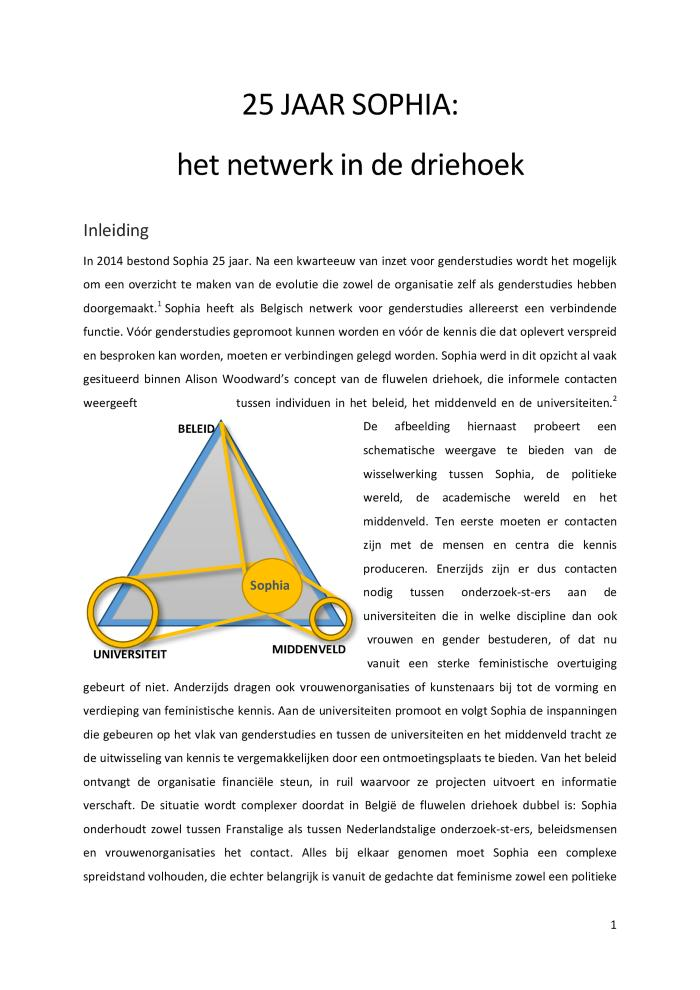 25 JAAR SOPHIA:
het netwerk in de driehoek
Inleiding
In 2014 bestond Sophia 25 jaar. Na een kwarteeuw van inzet voor genderstudies wordt het mogelijk
om een overzicht te maken van de evolutie die zowel de organisatie zelf als genderstudies hebben
doorgemaakt.1 Sophia heeft als Belgisch netwerk voor genderstudies allereerst een verbindende
functie. Vóór genderstudies gepromoot kunnen worden en vóór de kennis die dat oplevert verspreid
en besproken kan worden, moeten er verbindingen gelegd worden. Sophia werd in dit opzicht al vaak
gesitueerd binnen Alison Woodward's concept van de fluwelen driehoek, die informele contacten
weergeeft tussen individuen in het beleid, het middenveld en de universiteiten.2
De afbeelding hiernaast probeert een
schematische weergave te bieden van de
wisselwerking tussen Sophia, de politieke
wereld, de academische wereld en het
middenveld. Ten eerste moeten er contacten
zijn met de mensen en centra die kennis
produceren. Enerzijds zijn er dus contacten
nodig tussen onderzoek-st-ers aan de
universiteiten die in welke discipline dan ook
vrouwen en gender bestuderen, of dat nu
vanuit een sterke feministische overtuiging
BELEID
Sophia
UNIVERSITEIT
MIDDENVELD
gebeurt of niet. Anderzijds dragen ook vrouwenorganisaties of kunstenaars bij tot de vorming en
verdieping van feministische kennis. Aan de universiteiten promoot en volgt Sophia de inspanningen
die gebeuren op het vlak van genderstudies en tussen de universiteiten en het middenveld tracht ze
de uitwisseling van kennis te vergemakkelijken door een ontmoetingsplaats te bieden. Van het beleid
ontvangt de organisatie financiële steun, in ruil waarvoor ze projecten uitvoert en informatie
verschaft. De situatie wordt complexer doordat in België de fluwelen driehoek dubbel is: Sophia
onderhoudt zowel tussen Franstalige als tussen Nederlandstalige onderzoek-st-ers, beleidsmensen
en vrouwenorganisaties het contact. Alles bij elkaar genomen moet Sophia een complexe
spreidstand volhouden, die echter belangrijk is vanuit de gedachte dat feminisme zowel een politieke
1